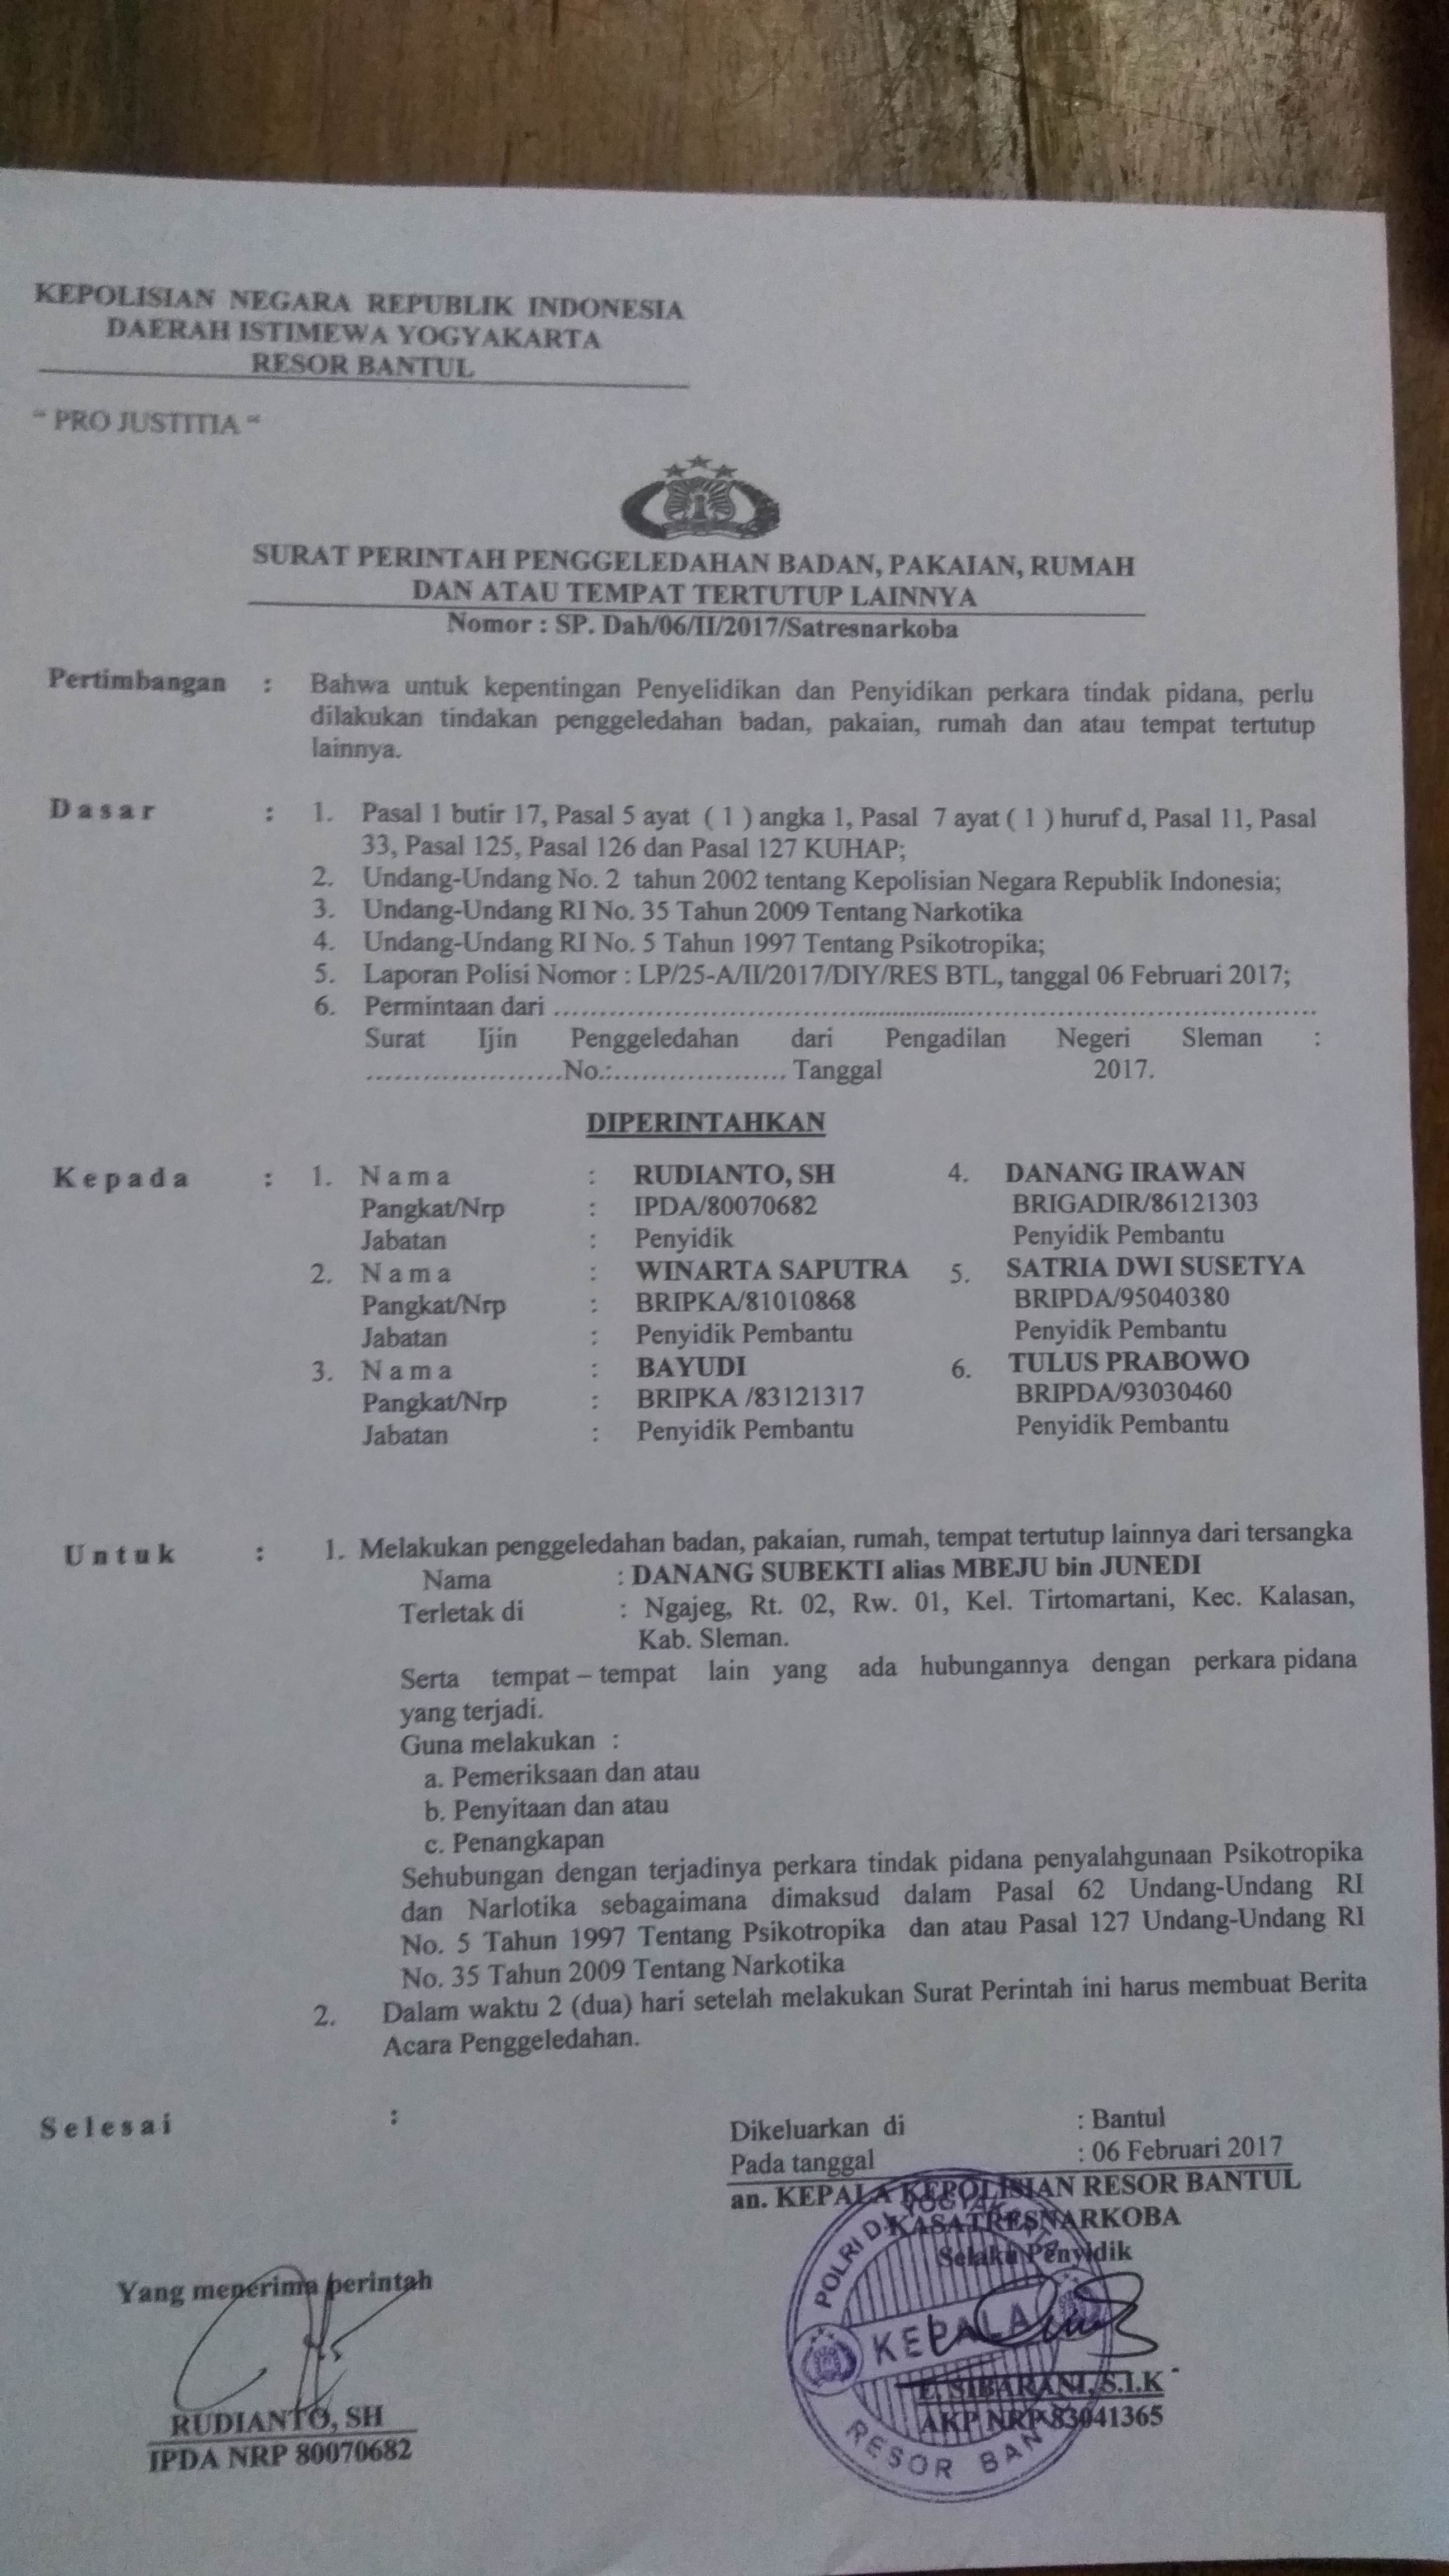 KEPOLISIAN NEGARA REPUBLIK INDONESIA
DAERAH ISTIMEWA YOGYAKARTA
RESOR BANTUL
" PRO JUSTITIA "
SURAT PERINTAH PENGGELEDAHAN BADAN, PAKAIAN, RUMAH
DAN ATAU TEMPAT TERTUTUP LAINNYA
Nomor : SP. Dah/06/II/2017/Satresnarkoba
Pertimbangan : Bahwa untuk kepentingan Penyelidikan dan Penyidikan perkara tindak pidana, perlu
dilakukan tindakan penggeledahan badan, pakaian, rumah dan atau tempat tertutup
lainnya.
Dasar : 1. Pasal 1 butir 17, Pasal 5 ayat ( 1 ) angka 1, Pasal 7 ayat ( 1 ) huruf d, Pasal 11, Pasal
33, Pasal 125, Pasal 126 dan Pasal 127 KUHAP;
2. Undang-Undang No. 2 tahun 2002 tentang Kepolisian Negara Republik Indonesia;
3. Undang-Undang RI No. 35 Tahun 2009 Tentang Narkotika
4. Undang-Undang RI No. 5 Tahun 1997 Tentang Psikotropika;
5. Laporan Polisi Nomor : LP/25-A/II/2017/DIY/RES BTL, tanggal 06 Februari 2017;
6. Permintaan dari ............................................................
Surat Ijin Penggeledahan dari Pengadilan Negeri Sleman :
......................No.:.................... Tanggal 2017.
DIPERINTAHKAN
Kepada : 1. Nama : RUDIANTO, SH 4. DANANG IRAWAN
Pangkat/Nrp : IPDA/80070682 BRIGADIR/86121303
Jabatan : Penyidik Penyidik Pembantu
2. Nama : WINARTA SAPUTRA 5. SATRIA DWI SUSETYA
Pangkat/Nrp : BRIPKA/81010868 BRIPDA/95040380
Jabatan : Penyidik Pembantu Penyidik Pembantu
3. Nama : BAYUDI 6. TULUS PRABOWO
Pangkat/Nrp : BRIPKA /83121317 BRIPDA/93030460
Jabatan : Penyidik Pembantu Penyidik Pembantu
Untuk : 1. Melakukan penggeledahan badan, pakaian, rumah, tempat tertutup lainnya dari tersangka
Nama : DANANG SUBEKTI alias MBEJU bin JUNEDI
Terletak di : Ngajeg, Rt. 02, Rw. 01, Kel. Tirtomartani, Kec. Kalasan,
Kab. Sleman.
Serta tempat – tempat lain yang ada hubungannya dengan perkara pidana
yang terjadi.
Guna melakukan :
a. Pemeriksaan dan atau
b. Penyitaan dan atau
c. Penangkapan
Sehubungan dengan terjadinya perkara tindak pidana penyalahgunaan Psikotropika
dan Narlotika sebagaimana dimaksud dalam Pasal 62 Undang-Undang RI
No. 5 Tahun 1997 Tentang Psikotropika dan atau Pasal 127 Undang-Undang RI
No. 35 Tahun 2009 Tentang Narkotika
2. Dalam waktu 2 (dua) hari setelah melakukan Surat Perintah ini harus membuat Berita
Acara Penggeledahan.
Selesai :
Dikeluarkan di : Bantul
Pada tanggal : 06 Februari 2017
an. KEPALA KEPOLISIAN RESOR BANTUL
KASATRESNARKOBA
Selaku Penyidik
KEPALA
RESOR
SIBARANI, S.I.K
AKP NRP 83041365
Yang menerima perintah
RUDIANTO, SH
IPDA NRP 80070682